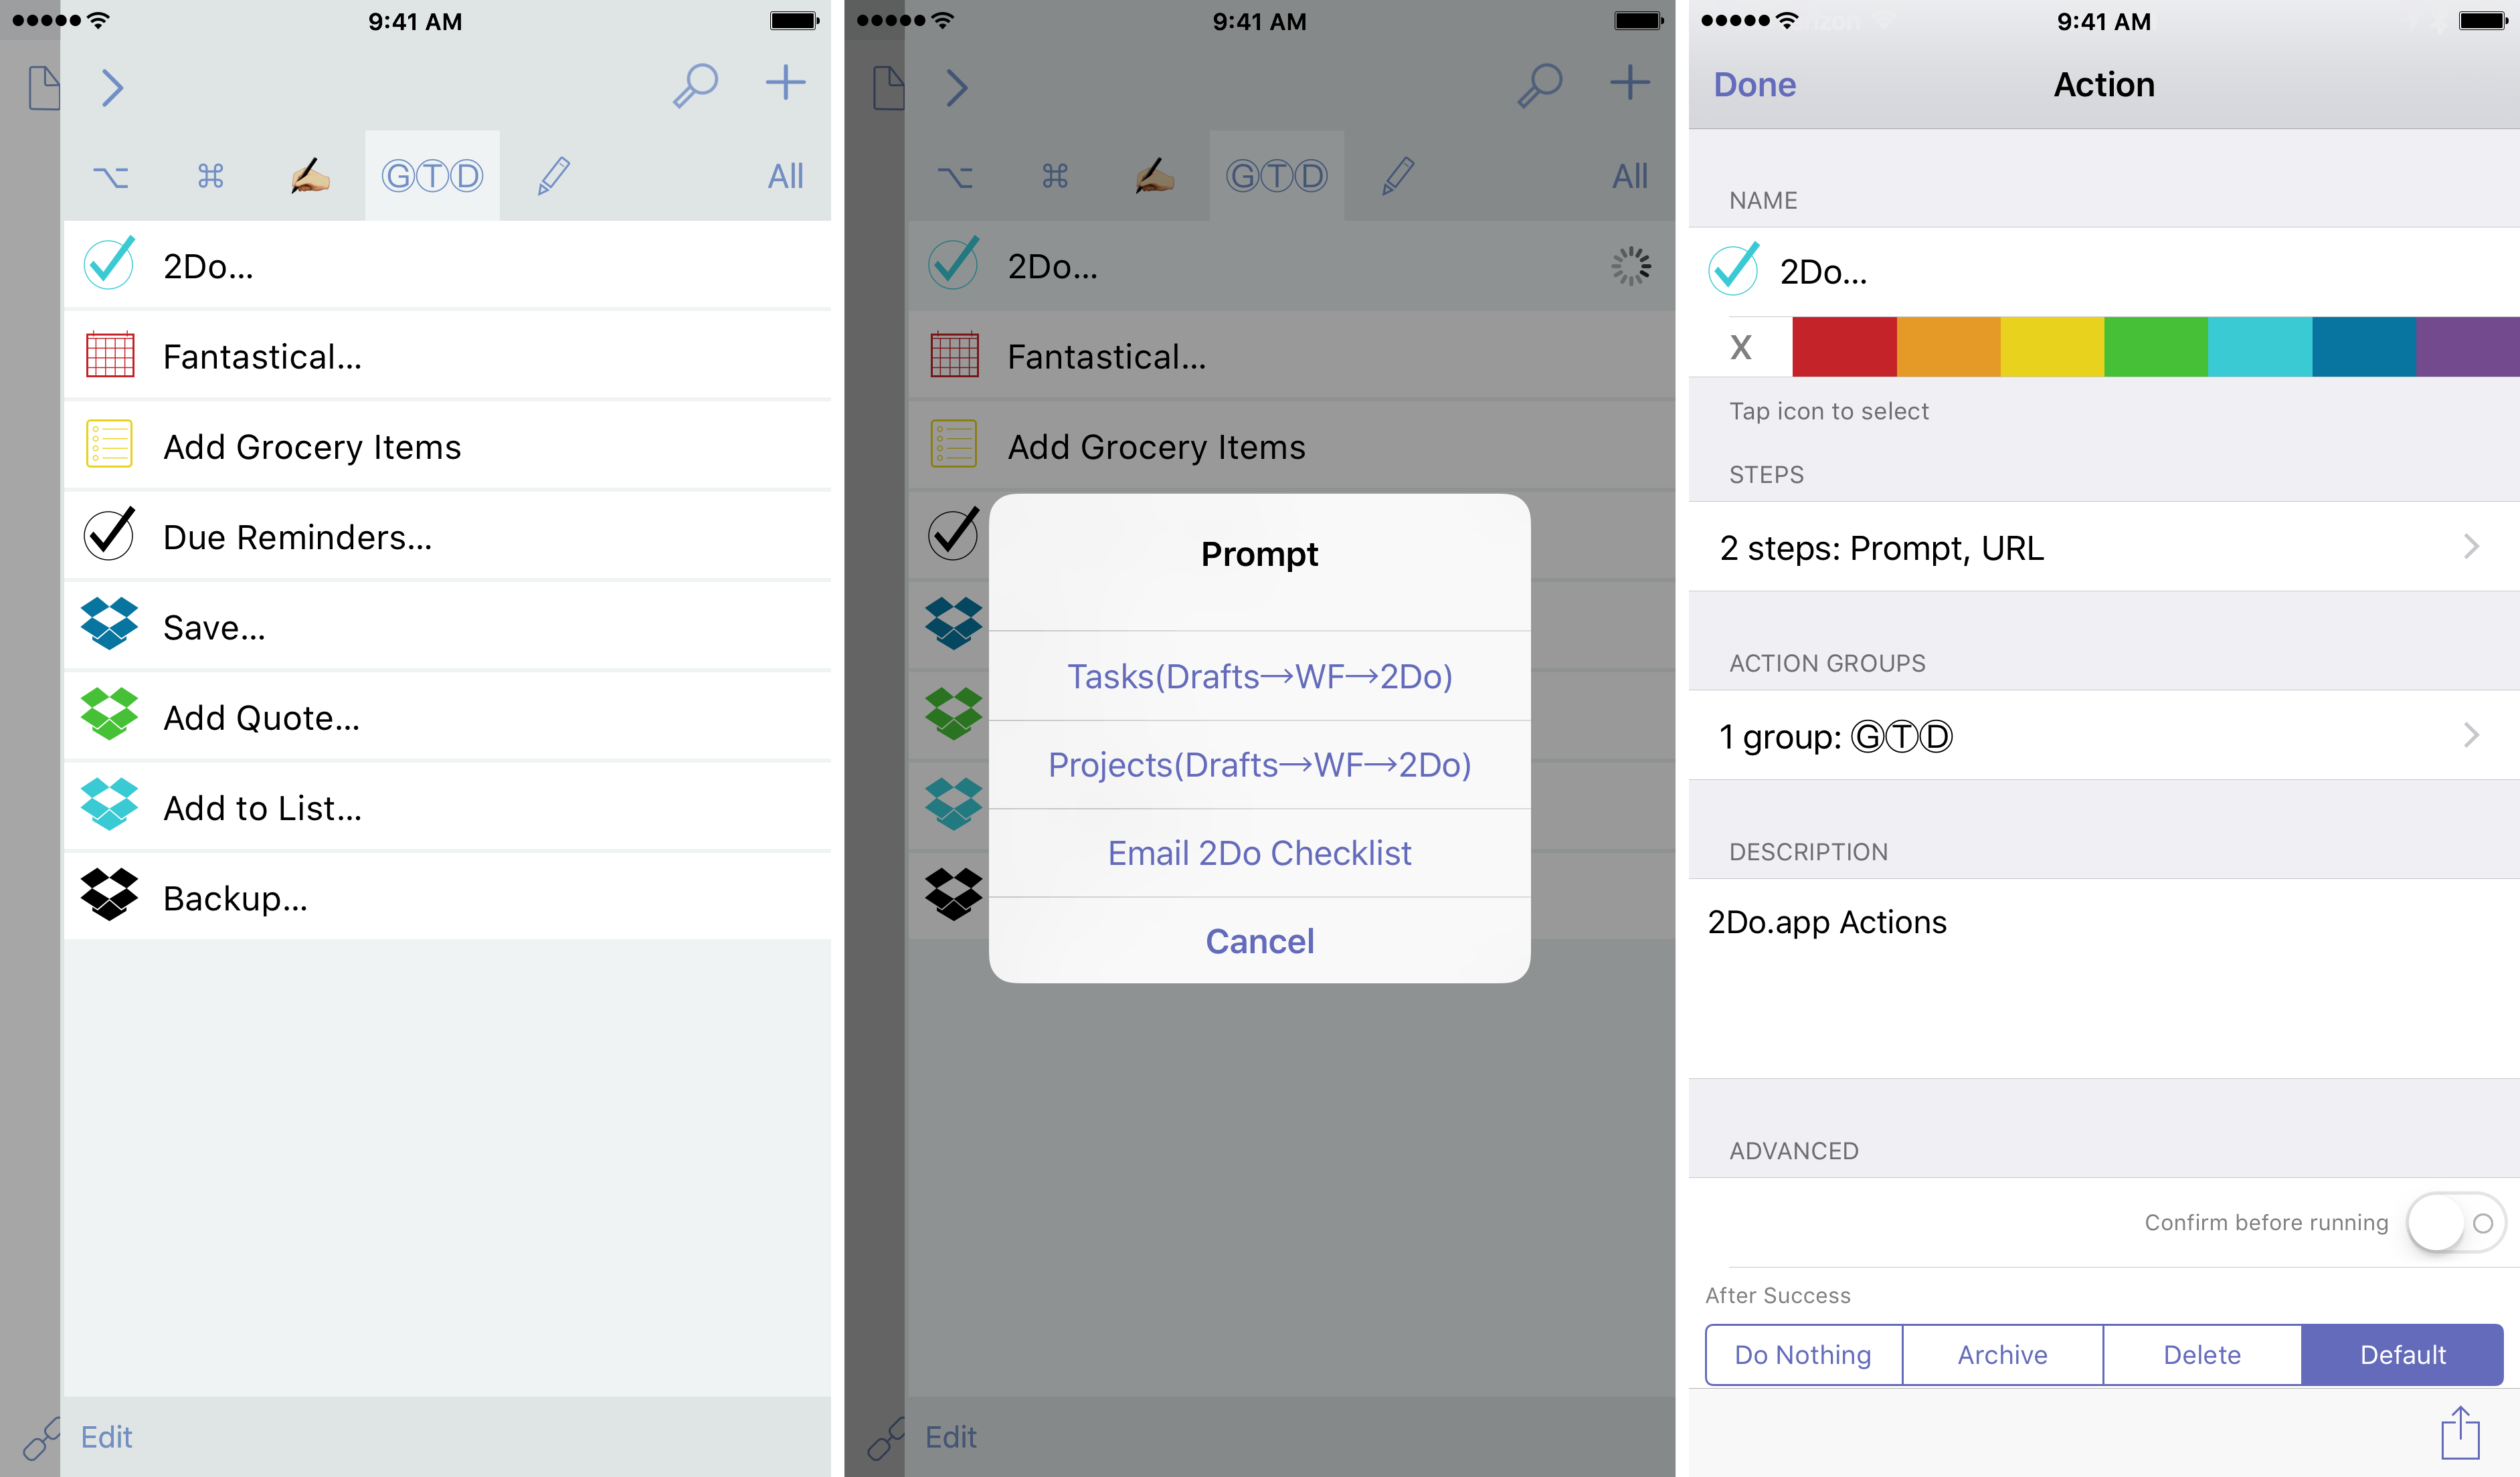 9:41 AM
⌥ ⌘ ✍🏼 ⒼⓉⒹ All
2Do...
Fantastical...
Add Grocery Items
Due Reminders...
Save...
Add Quote...
Add to List...
Backup...
Edit
9:41 AM
⌥ ⌘ ✍🏼 ⒼⓉⒹ All
2Do...
Fantastical...
Add Grocery Items
Prompt
Tasks(Drafts→WF→2Do)
Projects(Drafts→WF→2Do)
Email 2Do Checklist
Cancel
Edit
9:41 AM
Done Action
NAME
2Do...
X
Tap icon to select
STEPS
2 steps: Prompt, URL
ACTION GROUPS
1 group: ⒼⓉⒹ
DESCRIPTION
2Do.app Actions
ADVANCED
Confirm before running
After Success
Do Nothing Archive Delete Default